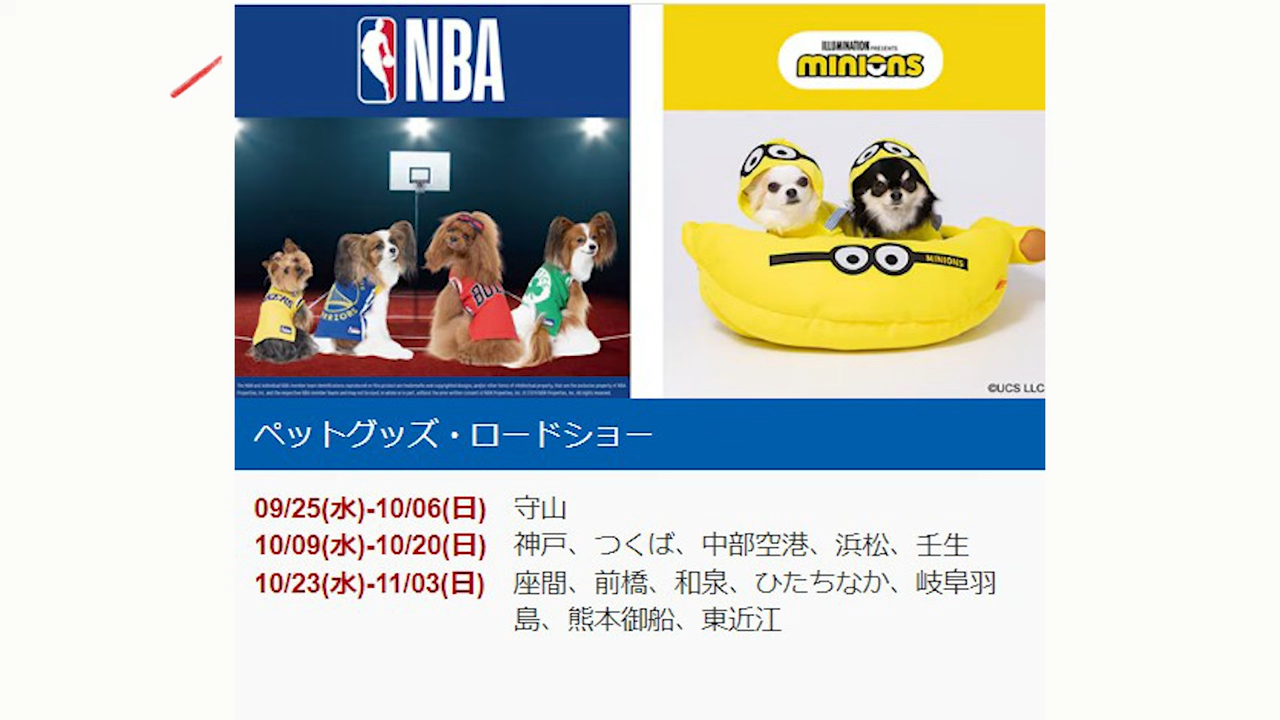 NBA
ILLUMINATION PRESENTS
MINIONS
LAKERS
WARRIORS
BULLS
MINIONS
©UCS LLC
ペットグッズ・ロードショー
09/25(水)-10/06(日) 守山
10/09(水)-10/20(日) 神戸、つくば、中部空港、浜松、壬生
10/23(水)-11/03(日) 座間、前橋、和泉、ひたちなか、岐阜羽
島、熊本御船、東近江